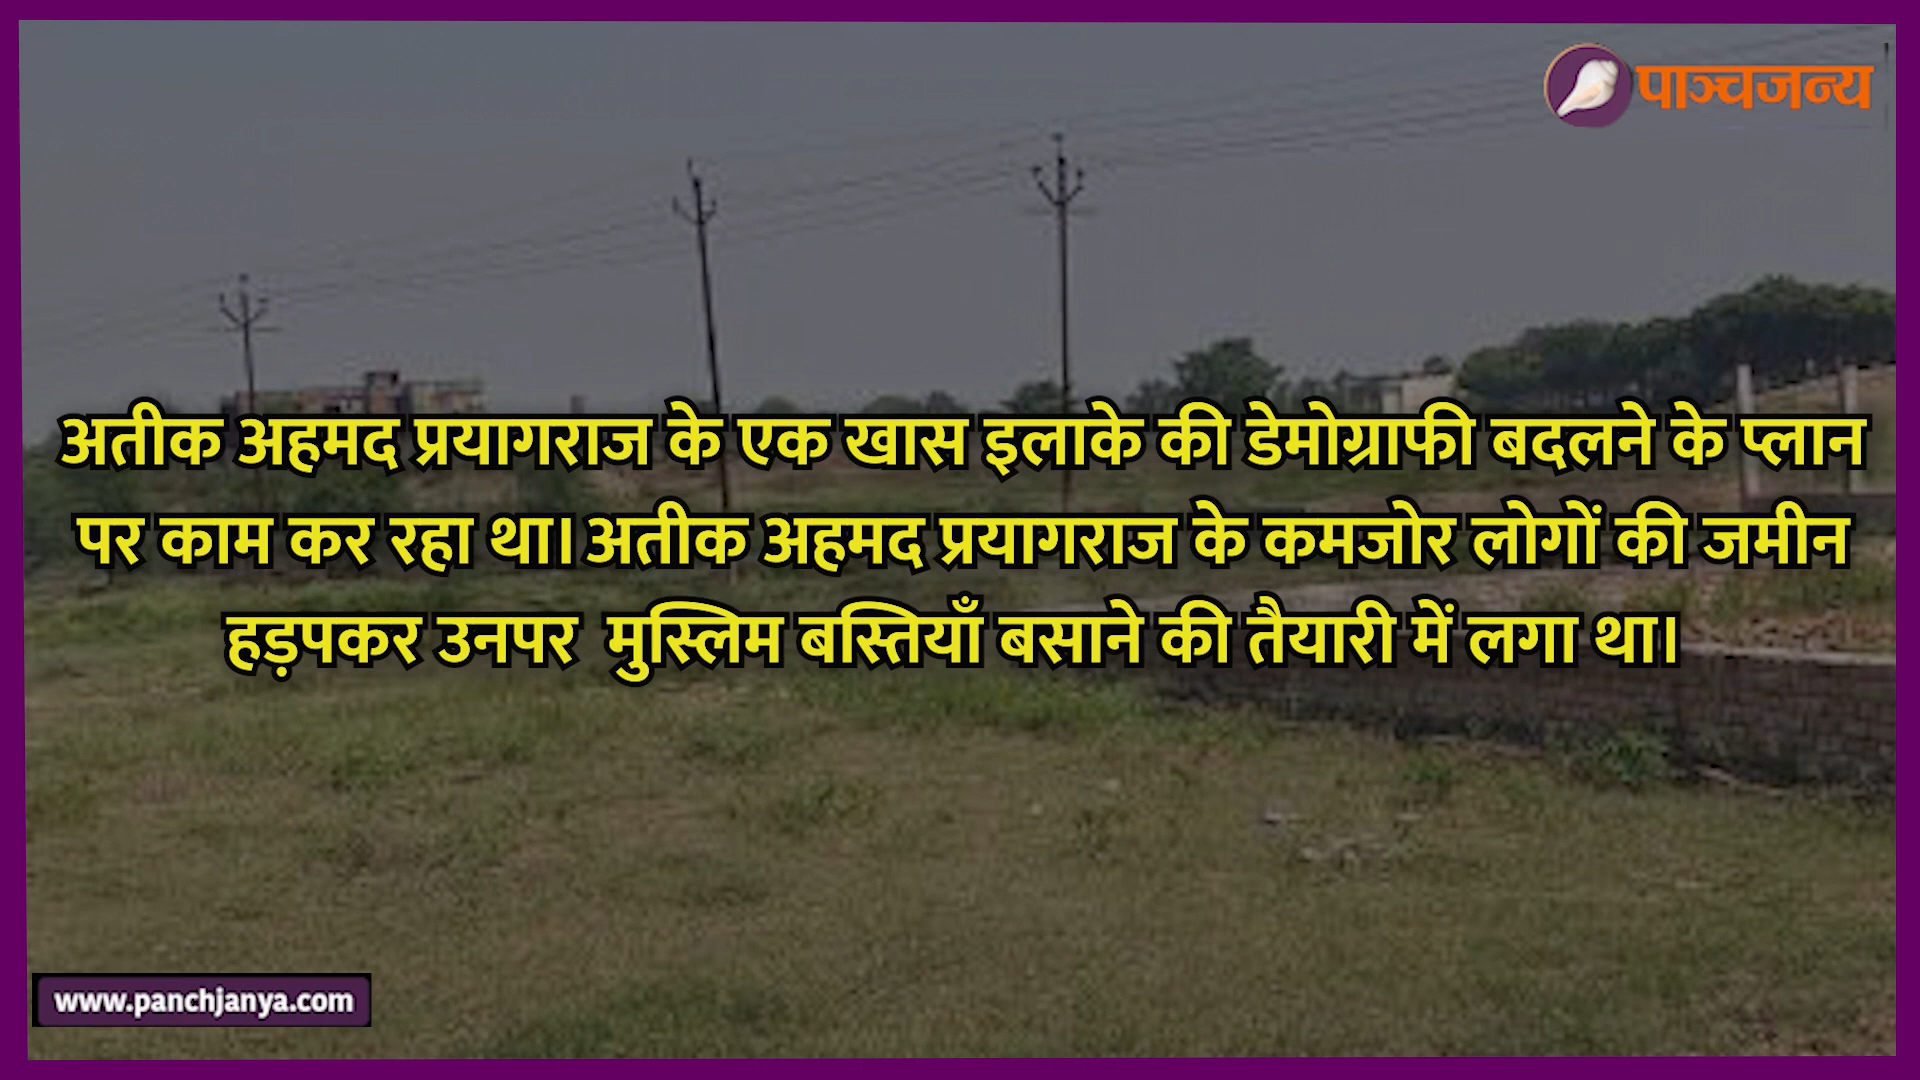 पाञ्चजन्य
अतीक अहमद प्रयागराज के एक खास इलाके की डेमोग्राफी बदलने के प्लान
पर काम कर रहा था। अतीक अहमद प्रयागराज के कमजोर लोगों की जमीन
हड़पकर उनपर मुस्लिम बस्तियाँ बसाने की तैयारी में लगा था।
www.panchjanya.com